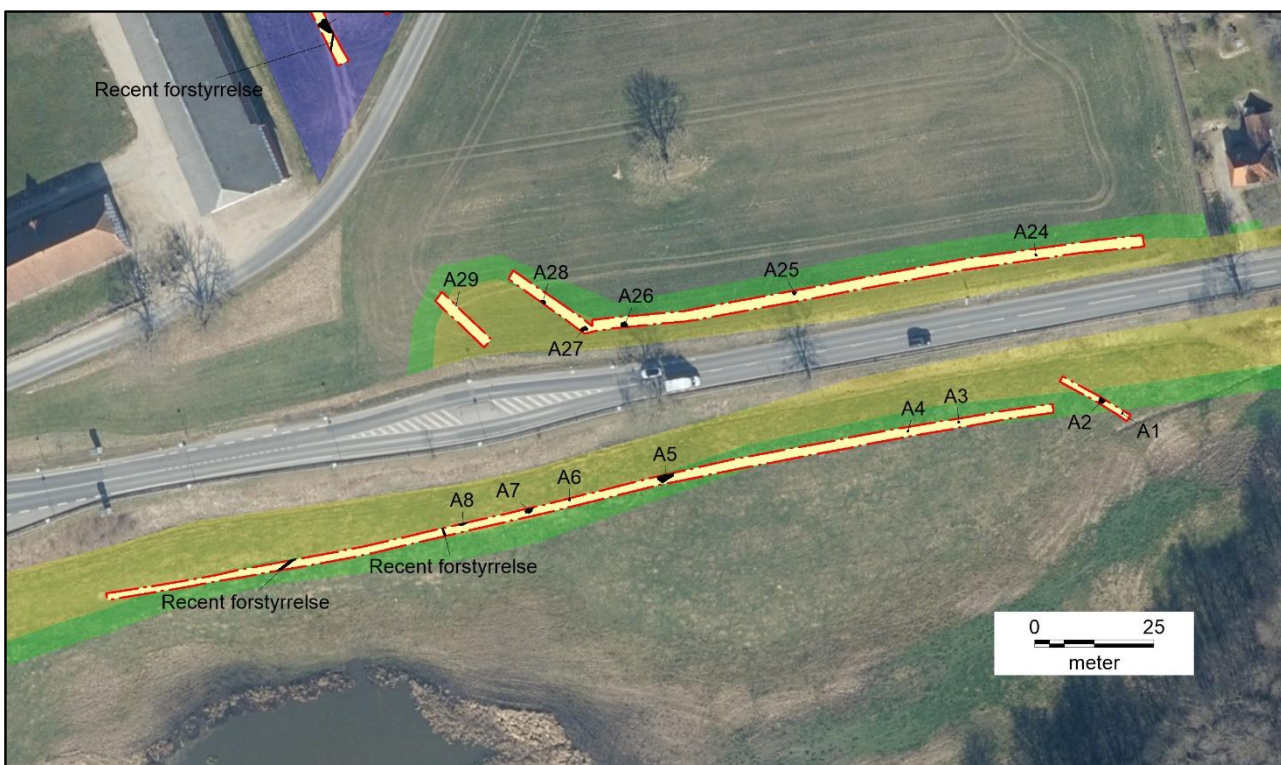 Recent forstyrrelse
A24
A28
A25
A29
A26
A27
A3
A4
A2
A1
A5
A6
A7
A8
Recent forstyrrelse
Recent forstyrrelse
0 25
meter